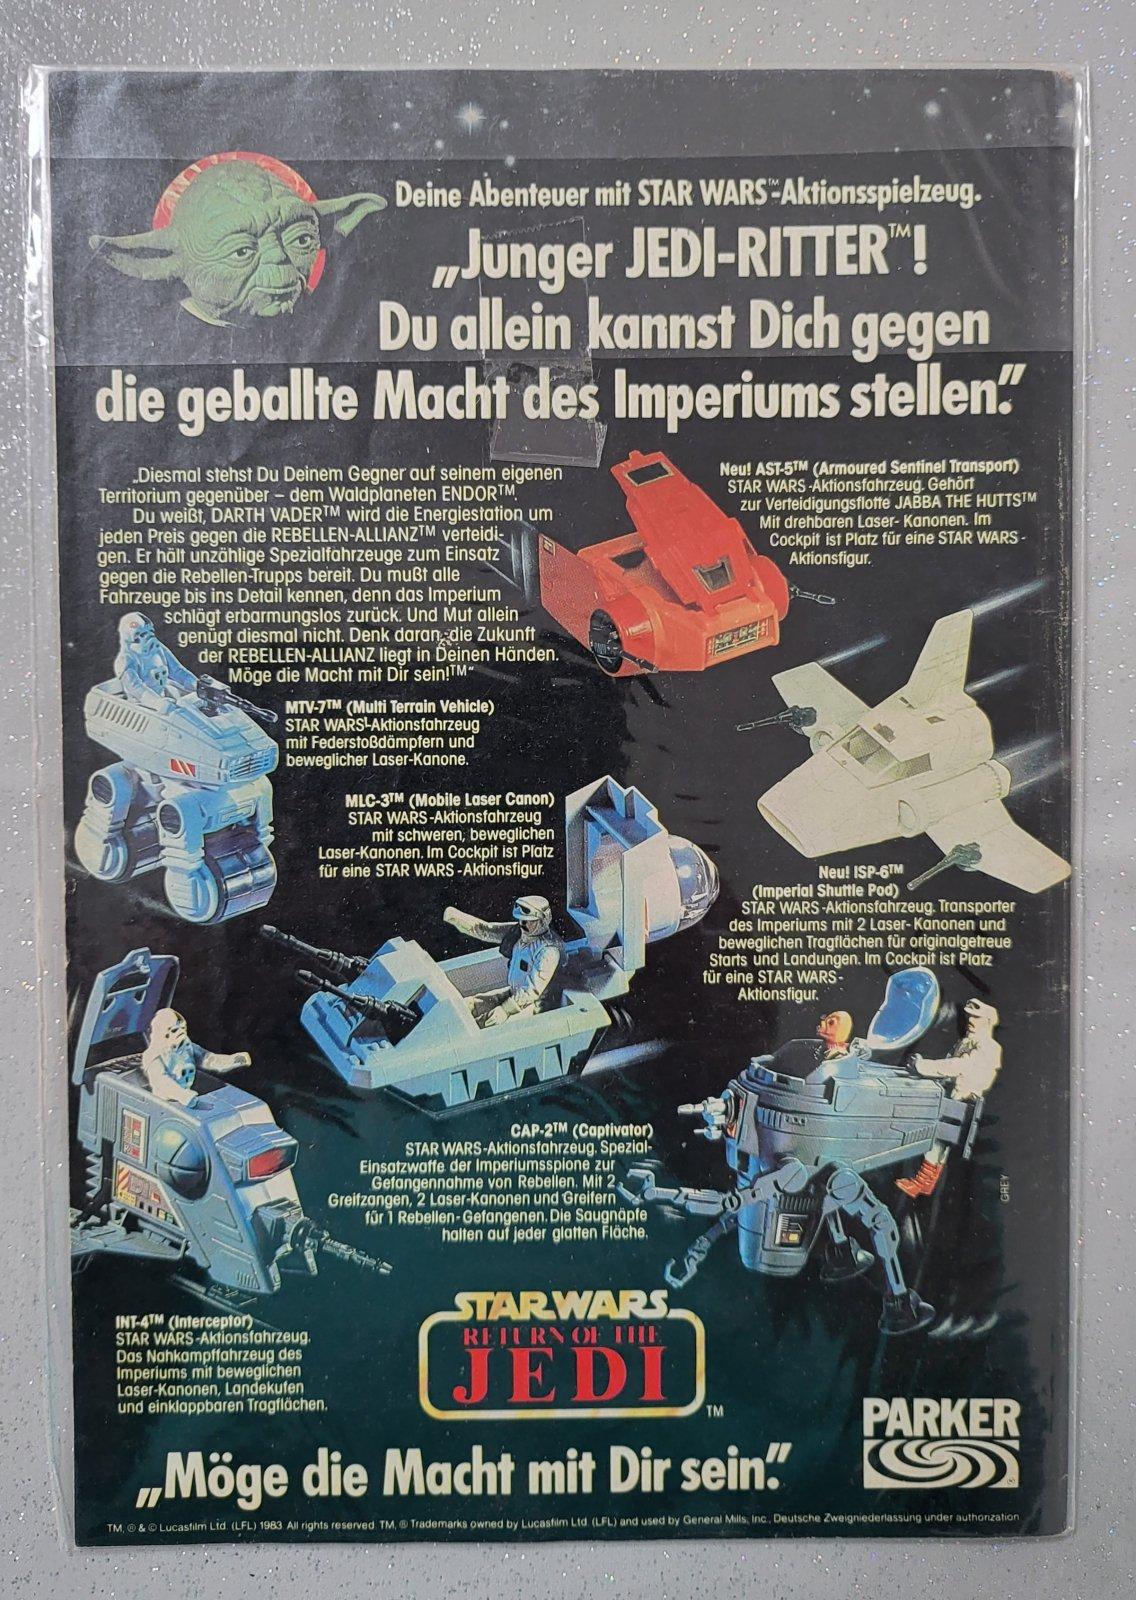 Deine Abenteuer mit STAR WARS™-Aktionsspielzeug.
„Junger JEDI-RITTER™!
Du allein kannst Dich gegen
die geballte Macht des Imperiums stellen.”
„Diesmal stehst Du Deinem Gegner auf seinem eigenen
Territorium gegenüber – dem Waldplaneten ENDOR™.
Du weißt, DARTH VADER™ wird die Energiestation um
jeden Preis gegen die REBELLEN-ALLIANZ™ verteidi-
gen. Er hält unzählige Spezialfahrzeuge zum Einsatz
gegen die Rebellen-Trupps bereit. Du mußt alle
Fahrzeuge bis ins Detail kennen, denn das Imperium
schlägt erbarmungslos zurück. Und Mut allein
genügt diesmal nicht. Denk daran, die Zukunft
der REBELLEN-ALLIANZ liegt in Deinen Händen.
Möge die Macht mit Dir sein!™“
Neu! AST-5™ (Armoured Sentinel Transport)
STAR WARS-Aktionsfahrzeug. Gehört
zur Verteidigungsflotte JABBA THE HUTTS™
Mit drehbaren Laser-Kanonen. Im
Cockpit ist Platz für eine STAR WARS-
Aktionsfigur.
MTV-7™ (Multi Terrain Vehicle)
STAR WARS-Aktionsfahrzeug
mit Federstoßdämpfern und
beweglicher Laser-Kanone.
MLC-3™ (Mobile Laser Canon)
STAR WARS-Aktionsfahrzeug
mit schweren, beweglichen
Laser-Kanonen. Im Cockpit ist Platz
für eine STAR WARS-Aktionsfigur.
Neu! ISP-6™
(Imperial Shuttle Pod)
STAR WARS-Aktionsfahrzeug. Transporter
des Imperiums mit 2 Laser-Kanonen und
beweglichen Tragflächen für originalgetreue
Starts und Landungen. Im Cockpit ist Platz
für eine STAR WARS-
Aktionsfigur.
CAP-2™ (Captivator)
STAR WARS-Aktionsfahrzeug. Spezial-
Einsatzwaffe der Imperiumsspione zur
Gefangennahme von Rebellen. Mit 2
Greifzangen, 2 Laser-Kanonen und Greifern
für 1 Rebellen-Gefangenen. Die Saugnäpfe
halten auf jeder glatten Fläche.
GREY
INT-4™ (Interceptor)
STAR WARS-Aktionsfahrzeug.
Das Nahkampffahrzeug des
Imperiums mit beweglichen
Laser-Kanonen, Landekufen
und einklappbaren Tragflächen.
STAR WARS
RETURN OF THE
JEDI
TM
PARKER
„Möge die Macht mit Dir sein.”
TM, ® & © Lucasfilm Ltd. (LFL) 1983 All rights reserved. TM, ® Trademarks owned by Lucasfilm Ltd (LFL) and used by General Mills, Inc., Deutsche Zweigniederlassung under authorization